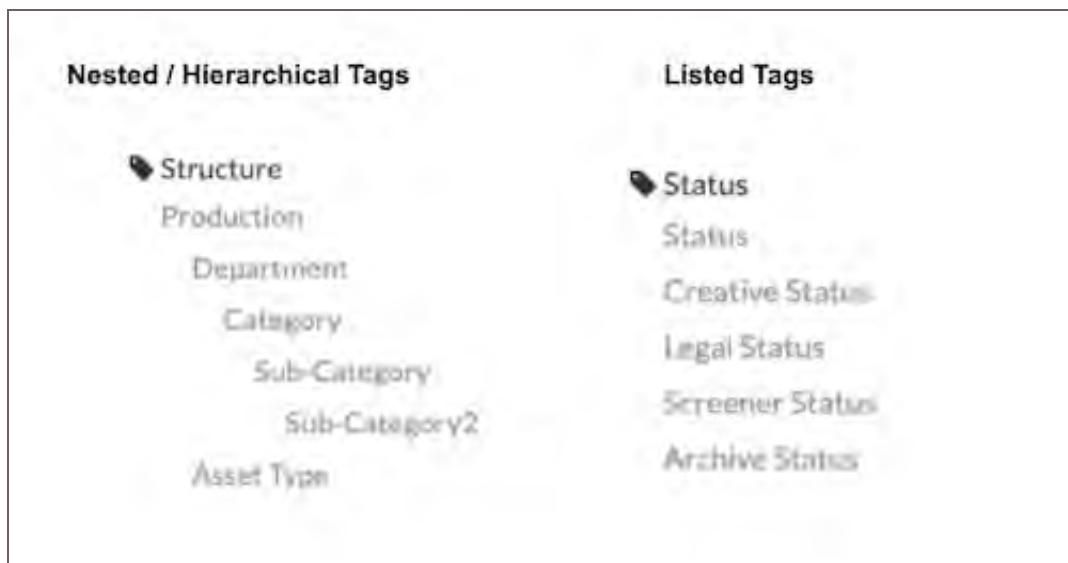 Nested / Hierarchical Tags
Structure
Production
Department
Category
Sub-Category
Sub-Category2
Asset Type
Listed Tags
Status
Status
Creative Status
Legal Status
Screener Status
Archive Status